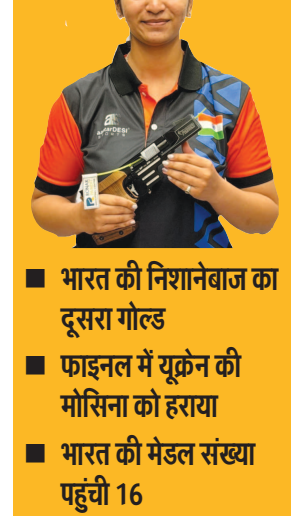 ■ भारत की निशानेबाज का
दूसरा गोल्ड
■ फाइनल में यूक्रेन की
मोसिना को हराया
■ भारत की मेडल संख्या
पहुंची 16